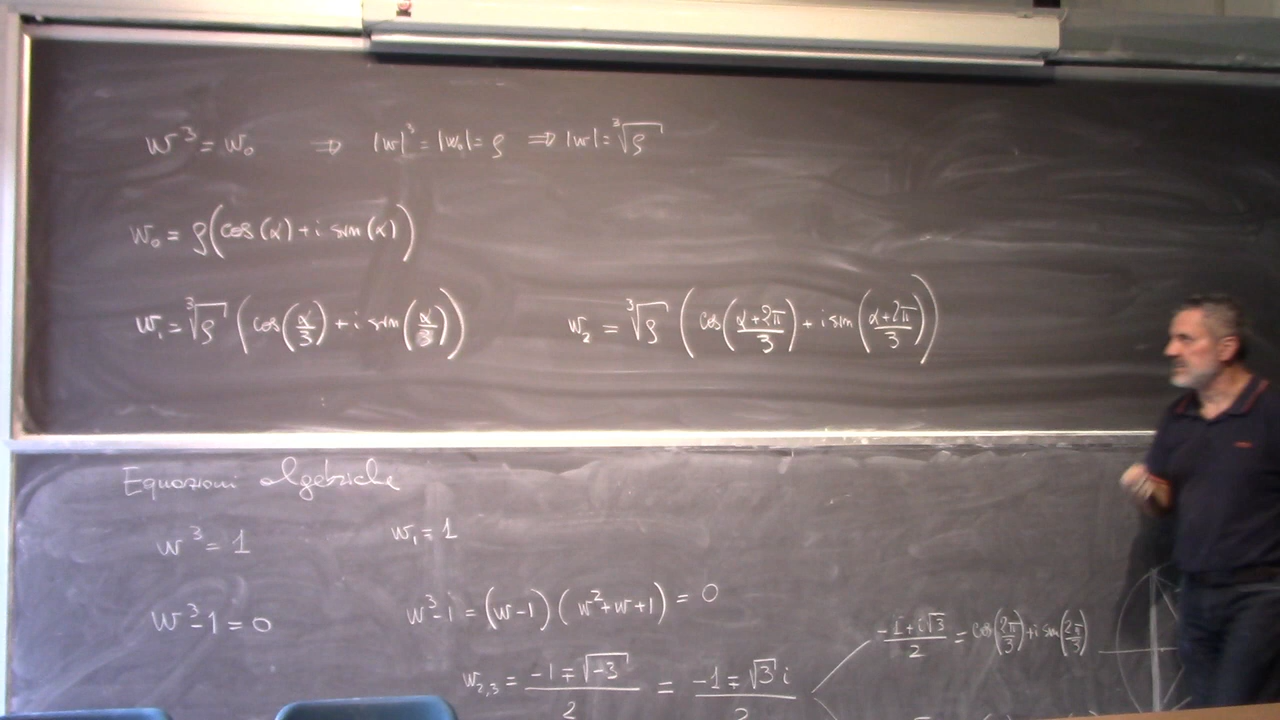 w³ = w₀ ⇒ |w|³ = |w₀| = ρ ⇒ |w| = ∛ρ
w₀ = ρ(cos(α) + i sin(α))
w₁ = ∛ρ (cos(α/3) + i sin(α/3)) w₂ = ∛ρ (cos((α+2π)/3) + i sin((α+2π)/3))
Equazioni algebriche
w³ = 1 w₁ = 1
w³-1 = 0 w³-1 = (w-1)(w²+w+1) = 0
(-1+i√3)/2 = cos(2π/3) + i sin(2π/3)
w₂,₃ = (-1∓√-3)/2 = (-1∓√3 i)/2